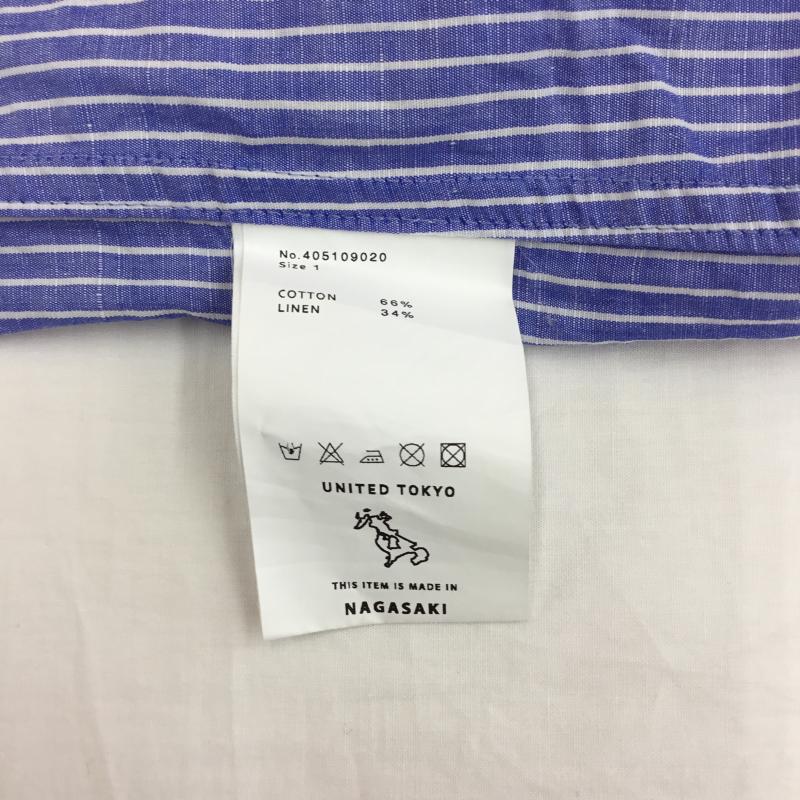 No.405109020
Size 1
COTTON 66%
LINEN 34%
UNITED TOKYO
THIS ITEM IS MADE IN
NAGASAKI